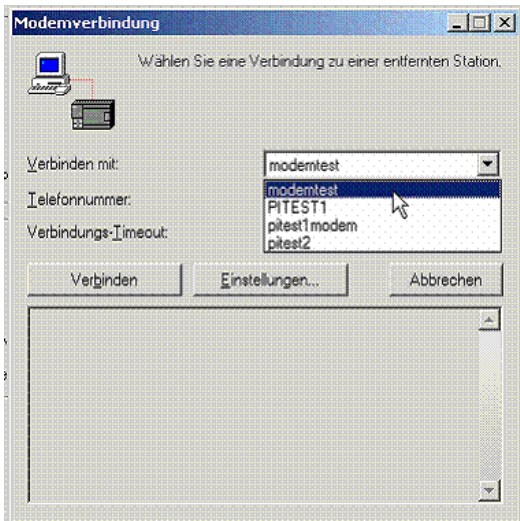 Modemverbindung
Wählen Sie eine Verbindung zu einer entfernten Station.
Verbinden mit: modemtest
modemtest
Telefonnummer: PITEST1
pitest1modem
Verbindungs-Timeout: pitest2
Verbinden Einstellungen... Abbrechen